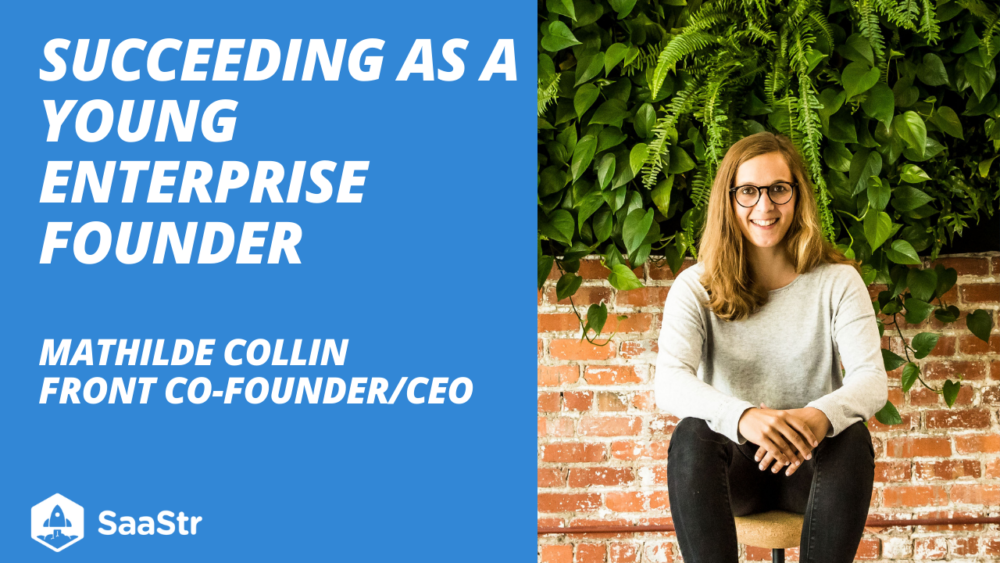 SUCCEEDING AS A
YOUNG
ENTERPRISE
FOUNDER
MATHILDE COLLIN
FRONT CO-FOUNDER/CEO
SaaStr